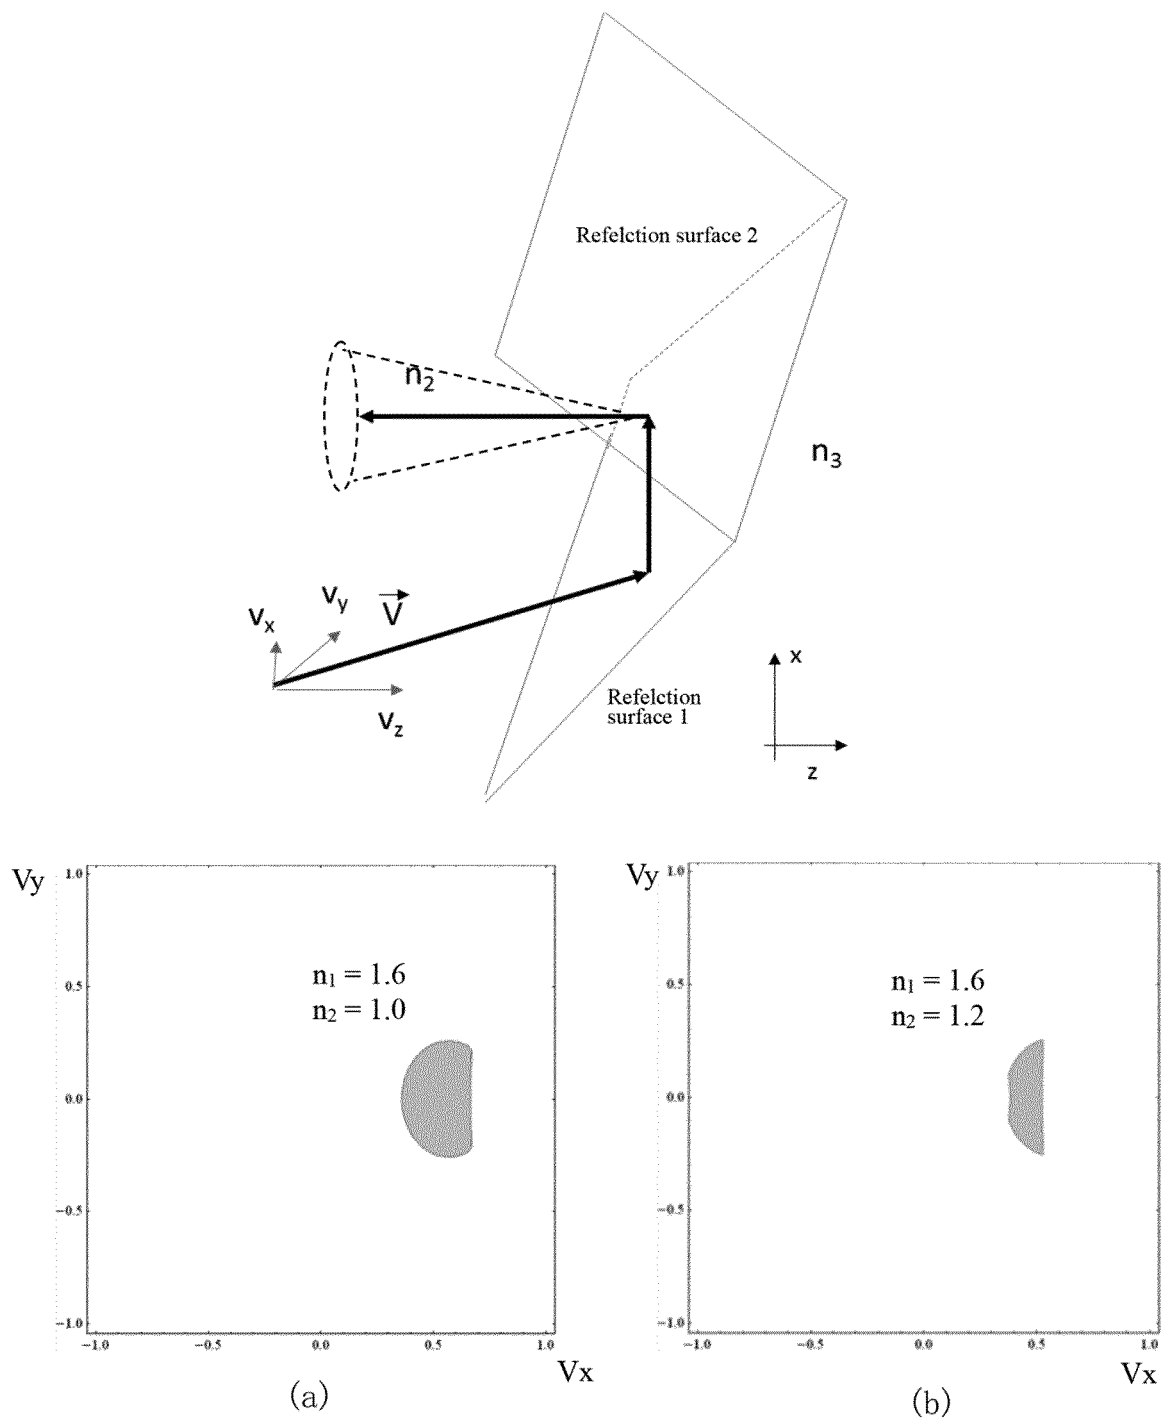 Refelction surface 2
n2
n3
vy
V
vx
vz
Refelction
surface 1
x
z
Vy
1.0
0.5
0.0
−0.5
−1.0
n1 = 1.6
n2 = 1.0
−1.0 −0.5 0.0 0.5 1.0
Vx
(a)
Vy
1.0
0.5
0.0
−0.5
−1.0
n1 = 1.6
n2 = 1.2
−1.0 −0.5 0.0 0.5 1.0
Vx
(b)